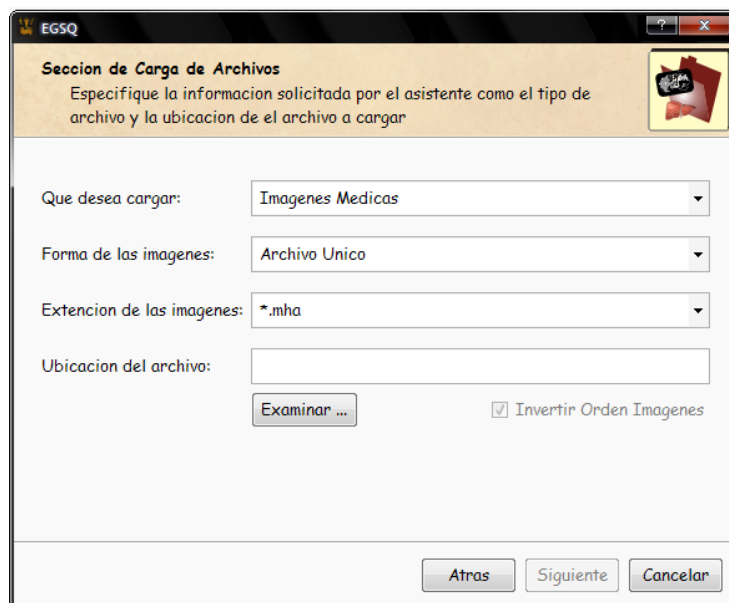 EGSQ
Seccion de Carga de Archivos
Especifique la informacion solicitada por el asistente como el tipo de
archivo y la ubicacion de el archivo a cargar
Que desea cargar: Imagenes Medicas
Forma de las imagenes: Archivo Unico
Extencion de las imagenes: *.mha
Ubicacion del archivo:
Examinar ... Invertir Orden Imagenes
Atras Siguiente Cancelar